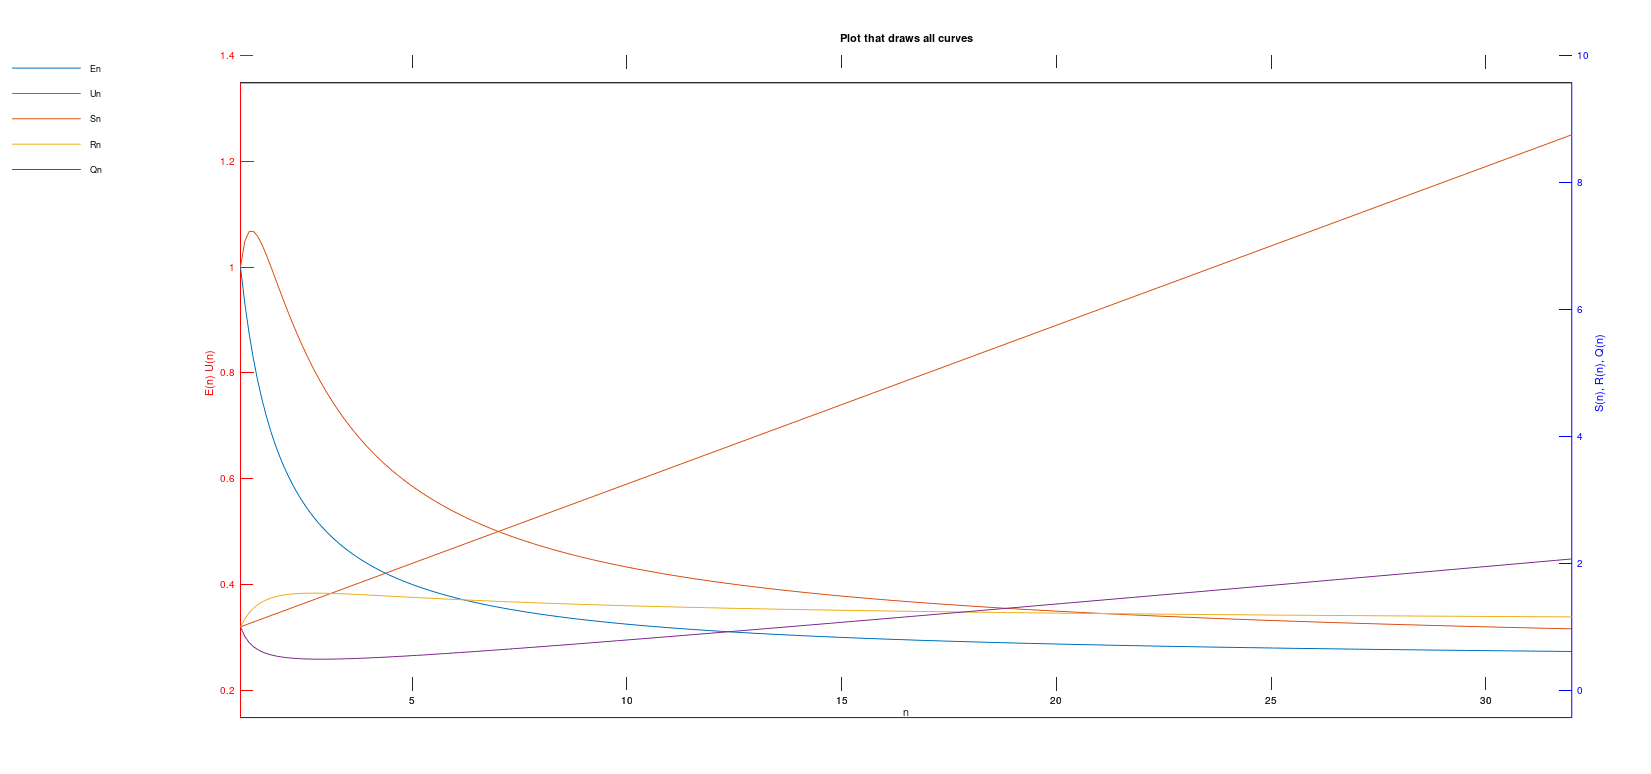 Plot that draws all curves
En
Un
Sn
Rn
Qn
1.4
1.2
1
0.8
0.6
0.4
0.2
E(n) U(n)
10
8
6
4
2
0
S(n), R(n), Q(n)
5 10 15 20 25 30
n